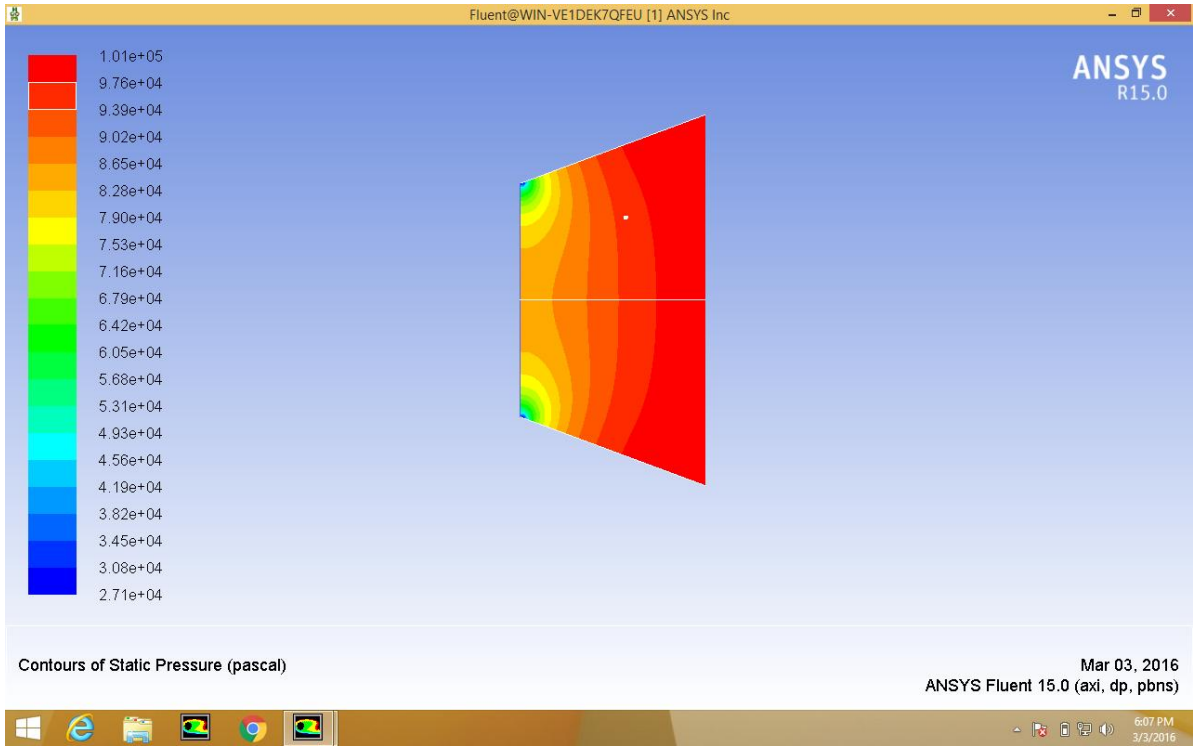 Fluent@WIN-VE1DEK7QFEU [1] ANSYS Inc
ANSYS
R15.0
1.01e+05
9.76e+04
9.39e+04
9.02e+04
8.65e+04
8.28e+04
7.90e+04
7.53e+04
7.16e+04
6.79e+04
6.42e+04
6.05e+04
5.68e+04
5.31e+04
4.93e+04
4.56e+04
4.19e+04
3.82e+04
3.45e+04
3.08e+04
2.71e+04
Contours of Static Pressure (pascal)
Mar 03, 2016
ANSYS Fluent 15.0 (axi, dp, pbns)
6:07 PM
3/3/2016